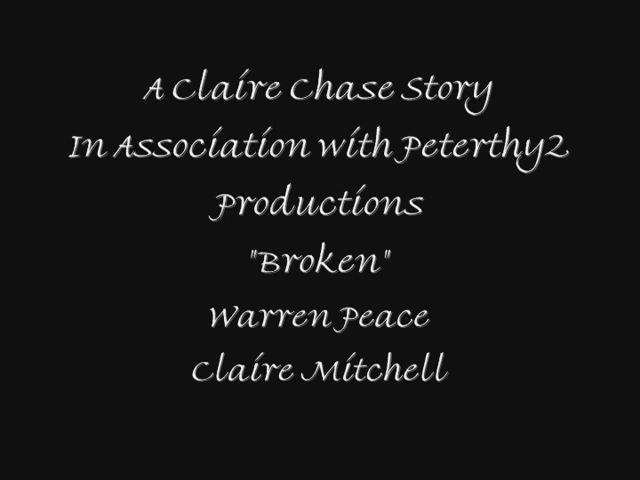 A Claire Chase Story
In Association with Peterthy2
Productions
"Broken"
Warren Peace
Claire Mitchell